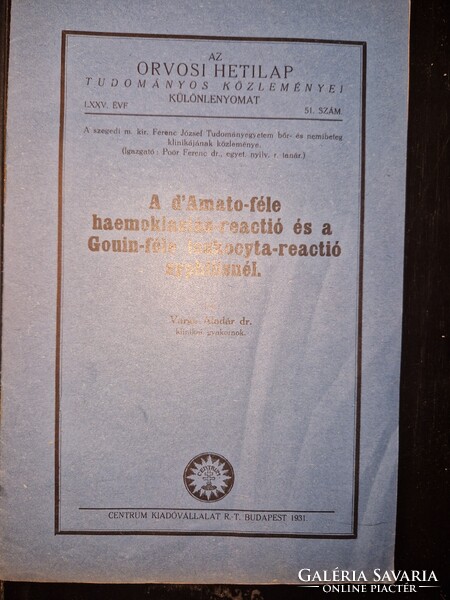 AZ
ORVOSI HETILAP
TUDOMÁNYOS KÖZLEMÉNYEI
KÜLÖNLENYOMAT
LXXV. ÉVF. 51. SZÁM.
A szegedi m. kir. Ferenc József Tudományegyetem bőr- és nemibeteg
klinikájának közleménye.
(Igazgató: Poór Ferenc dr., egyet. nyilv. r. tanár.)
A d'Amato-féle
haemoklasiás-reactió és a
Gouin-féle leukocyta-reactió
dr.
klinikai gyakornok.
CENTRUM
CENTRUM KIADÓVÁLLALAT R.-T. BUDAPEST 1931.
GALÉRIA SAVARIA
ONLINE PIACTÉR